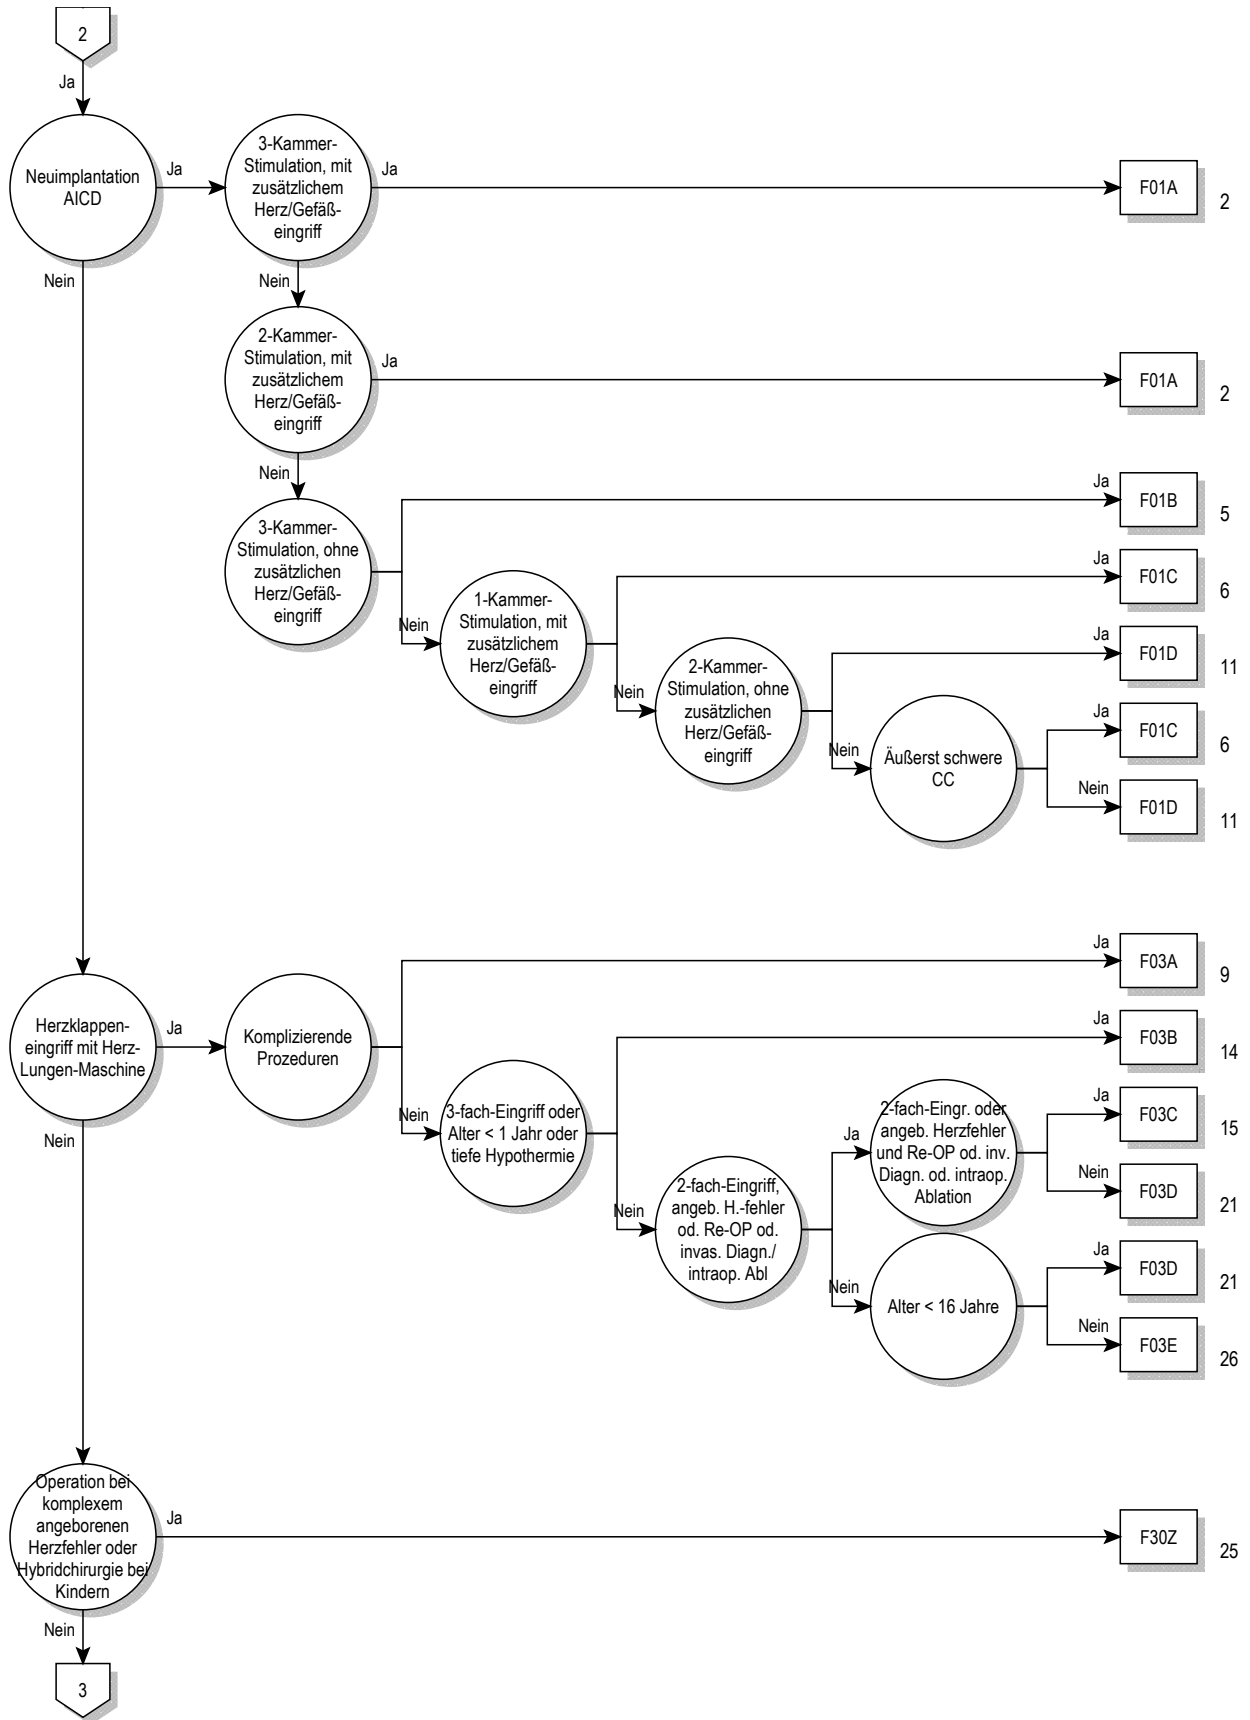 2
Ja
Neuimplantation
AICD
Ja
3-Kammer-
Stimulation, mit
zusätzlichem
Herz/Gefäß-
eingriff
Ja
F01A
2
Nein
Nein
2-Kammer-
Stimulation, mit
zusätzlichem
Herz/Gefäß-
eingriff
Ja
F01A
2
Nein
3-Kammer-
Stimulation, ohne
zusätzlichen
Herz/Gefäß-
eingriff
Ja
F01B
5
Nein
1-Kammer-
Stimulation, mit
zusätzlichem
Herz/Gefäß-
eingriff
Ja
F01C
6
Nein
2-Kammer-
Stimulation, ohne
zusätzlichen
Herz/Gefäß-
eingriff
Ja
F01D
11
Nein
Äußerst schwere
CC
Ja
F01C
6
Nein
F01D
11
Herzklappen-
eingriff mit Herz-
Lungen-Maschine
Ja
Komplizierende
Prozeduren
Ja
F03A
9
Nein
3-fach-Eingriff oder
Alter < 1 Jahr oder
tiefe Hypothermie
Ja
F03B
14
Nein
2-fach-Eingriff,
angeb. H.-fehler
od. Re-OP od.
invas. Diagn./
intraop. Abl
Ja
2-fach-Eingr. oder
angeb. Herzfehler
und Re-OP od. inv.
Diagn. od. intraop.
Ablation
Ja
F03C
15
Nein
F03D
21
Nein
Alter < 16 Jahre
Ja
F03D
21
Nein
F03E
26
Nein
Operation bei
komplexem
angeborenen
Herzfehler oder
Hybridchirurgie bei
Kindern
Ja
F30Z
25
Nein
3